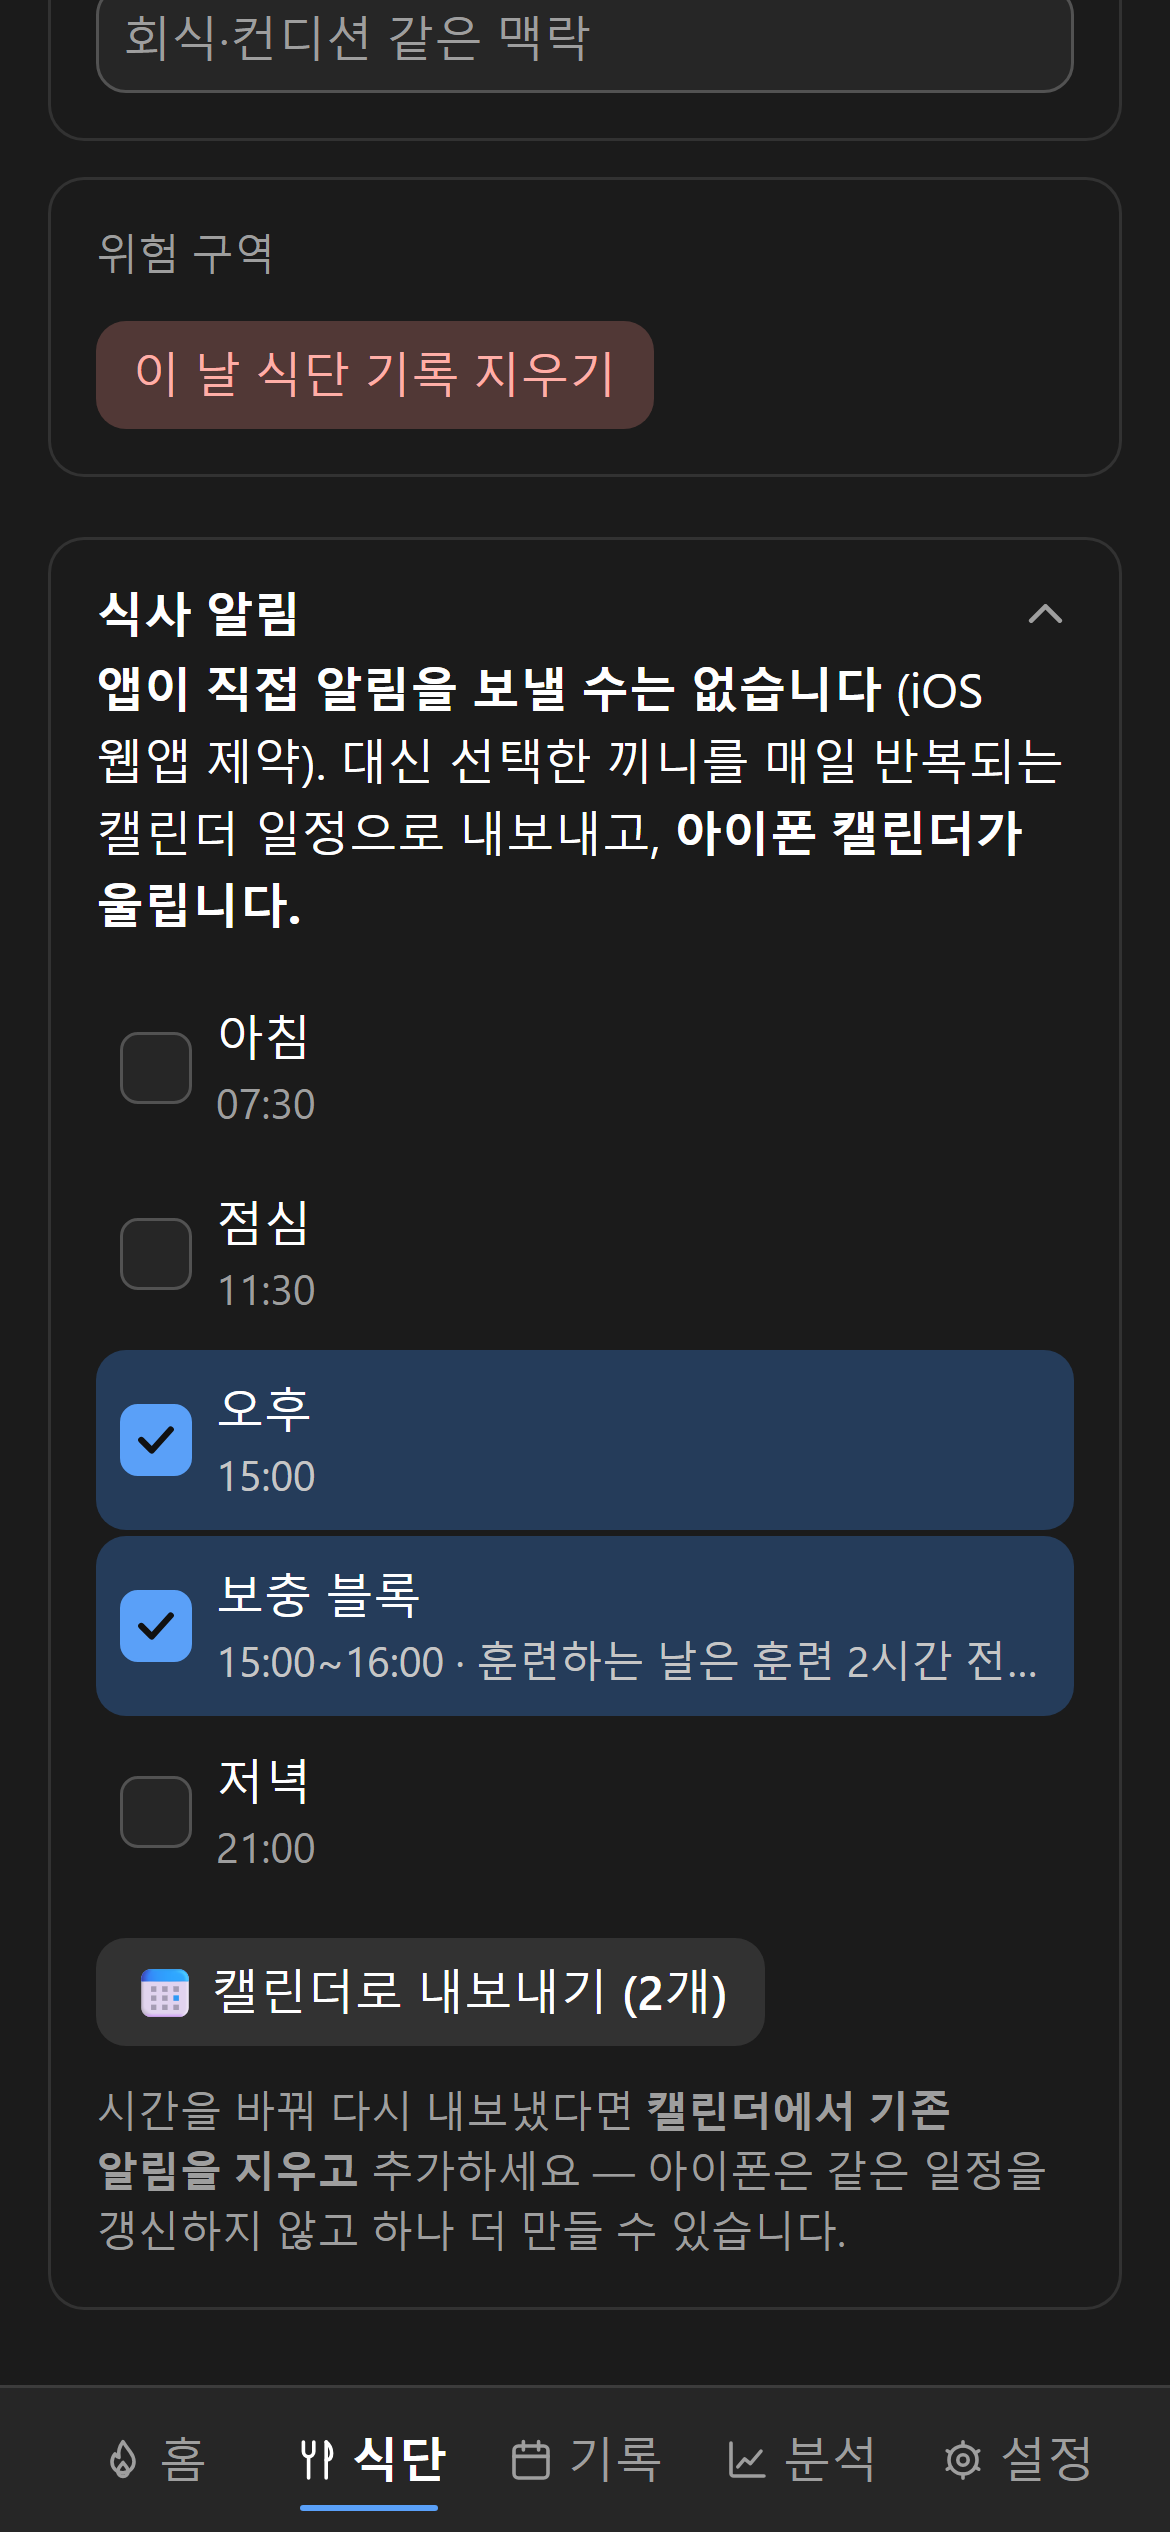 회식·컨디션 같은 맥락
위험 구역
이 날 식단 기록 지우기
식사 알림
앱이 직접 알림을 보낼 수는 없습니다 (iOS
웹앱 제약). 대신 선택한 끼니를 매일 반복되는
캘린더 일정으로 내보내고, 아이폰 캘린더가
울립니다.
아침
07:30
점심
11:30
오후
15:00
보충 블록
15:00~16:00 · 훈련하는 날은 훈련 2시간 전...
저녁
21:00
캘린더로 내보내기 (2개)
시간을 바꿔 다시 내보냈다면 캘린더에서 기존
알림을 지우고 추가하세요 — 아이폰은 같은 일정을
갱신하지 않고 하나 더 만들 수 있습니다.
홈 식단 기록 분석 설정